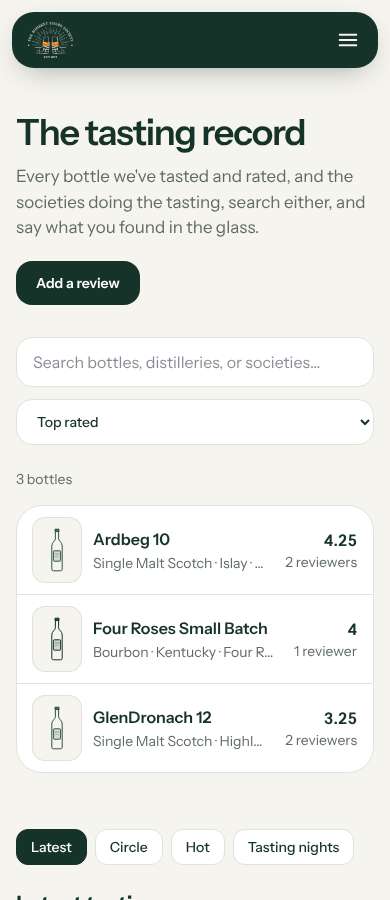 The tasting record
Every bottle we've tasted and rated, and the
societies doing the tasting, search either, and
say what you found in the glass.
Add a review
Search bottles, distilleries, or societies...
Top rated
3 bottles
Ardbeg 10
4.25
Single Malt Scotch · Islay · ...
2 reviewers
Four Roses Small Batch
4
Bourbon · Kentucky · Four R...
1 reviewer
GlenDronach 12
3.25
Single Malt Scotch · Highl...
2 reviewers
Latest
Circle
Hot
Tasting nights